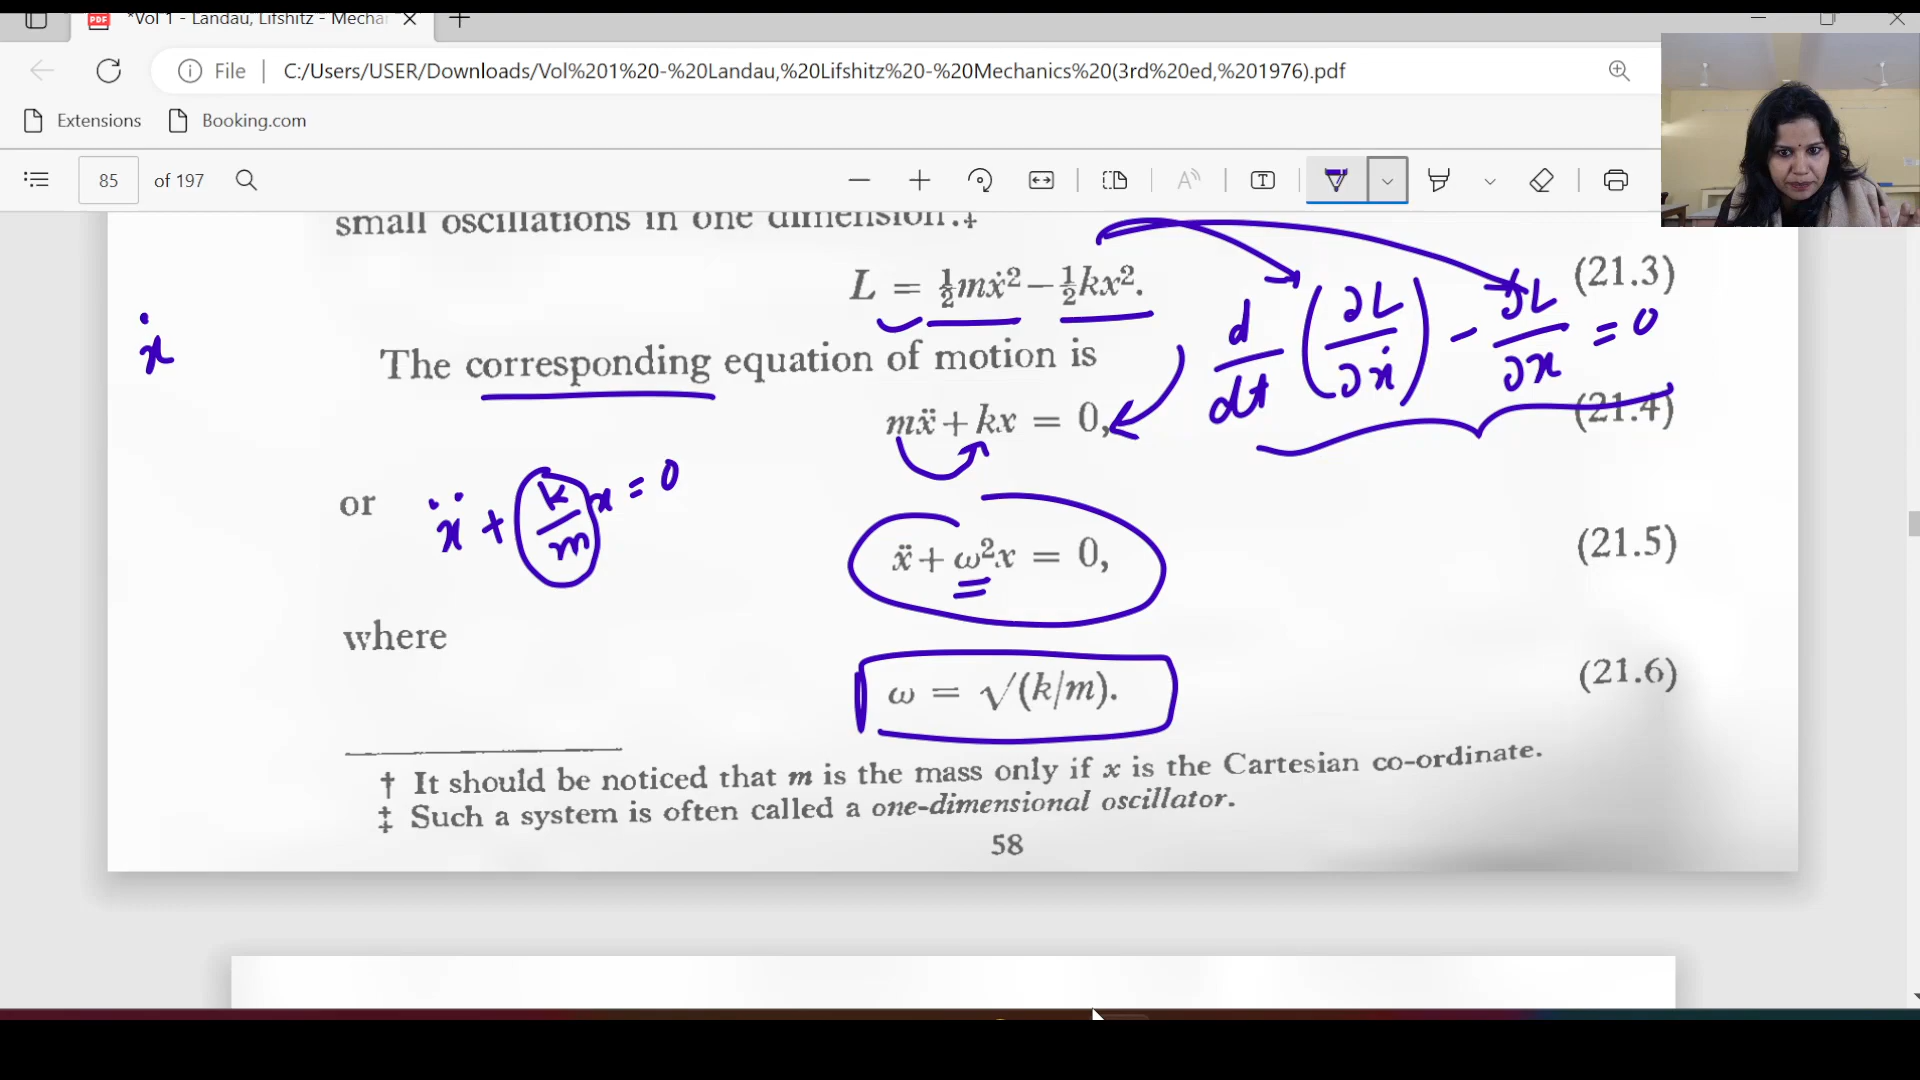 *Vol 1 - Landau, Lifshitz - Mechan
File C:/Users/USER/Downloads/Vol%201%20-%20Landau,%20Lifshitz%20-%20Mechanics%20(3rd%20ed,%201976).pdf
Extensions Booking.com
85 of 197
small oscillations in one dimension.‡
L = ½mẋ² − ½kx². (21.3)
d/dt (∂L/∂ẋ) − ∂L/∂x = 0
ẋ
The corresponding equation of motion is
mẍ + kx = 0, (21.4)
or
ẍ + k/m x = 0
ẍ + ω²x = 0, (21.5)
where
ω = √(k/m). (21.6)
† It should be noticed that m is the mass only if x is the Cartesian co-ordinate.
‡ Such a system is often called a one-dimensional oscillator.
58